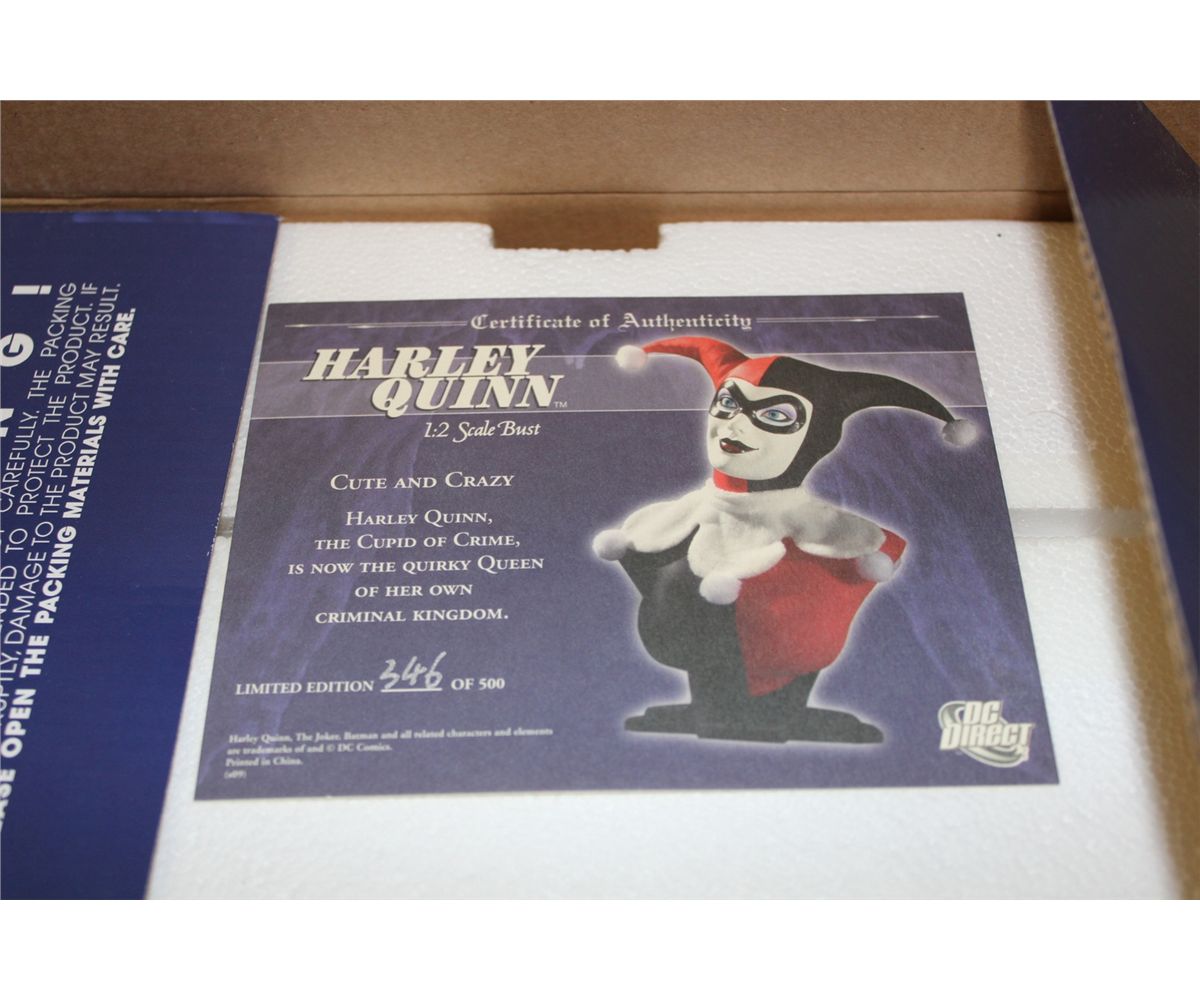 Certificate of Authenticity
HARLEY
QUINN™
1:2 Scale Bust
CUTE AND CRAZY
HARLEY QUINN,
THE CUPID OF CRIME,
IS NOW THE QUIRKY QUEEN
OF HER OWN
CRIMINAL KINGDOM.
LIMITED EDITION 346 OF 500
Harley Quinn, The Joker, Batman and all related characters and elements
are trademarks of and © DC Comics.
Printed in China.
(s09)
DC
DIRECT
N G !
CAREFULLY. THE PACKING
TO PROTECT THE PRODUCT. IF
DAMAGE TO THE PRODUCT MAY RESULT.
OPEN THE PACKING MATERIALS WITH CARE.